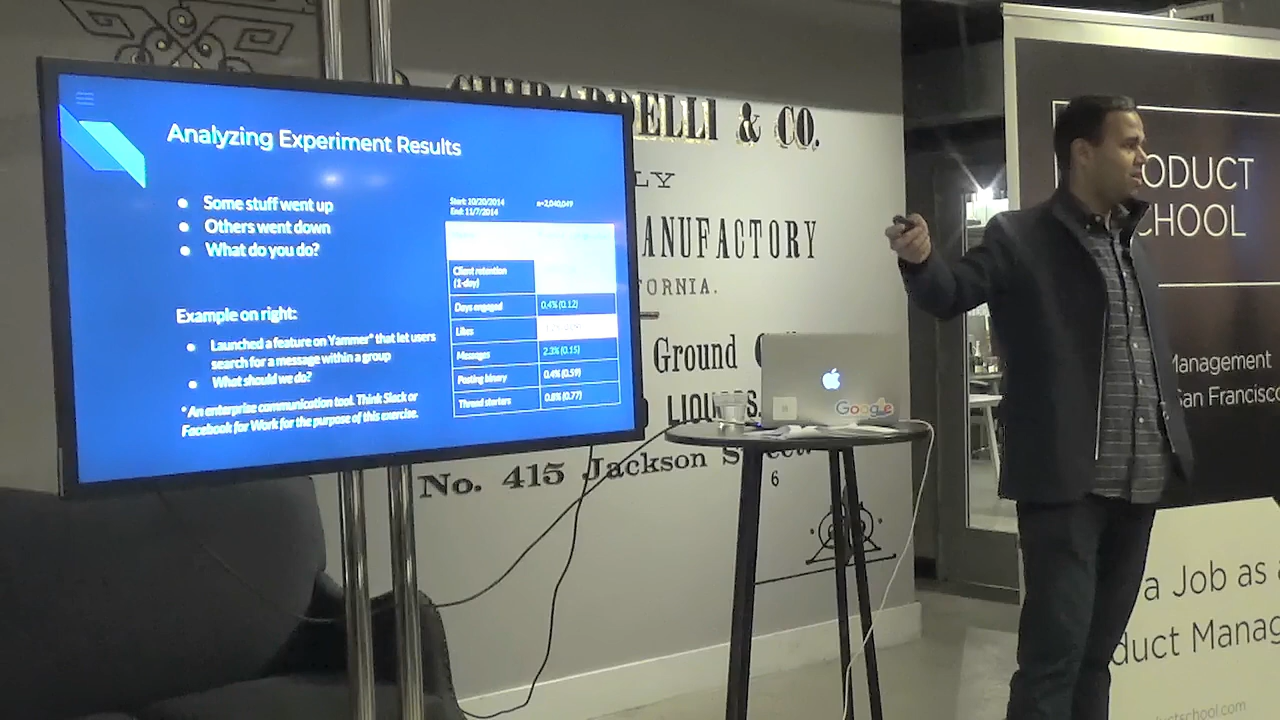 Analyzing Experiment Results
Some stuff went up
Others went down
What do you do?
Example on right:
Launched a feature on Yammer* that let users
search for a message within a group
What should we do?
*An enterprise communication tool. Think Slack or
Facebook for Work for the purpose of this exercise.
Start: 10/20/2014
End: 11/7/2014
n=2,040,049
Client retention
(1-day)
Days engaged 0.4% (0.12)
Likes
Messages 2.3% (0.15)
Posting binary 0.4% (0.59)
Thread starters 0.8% (0.77)
& CO.
LY
ANUFACTORY
FORNIA.
Ground
No. 415 Jackson
6
Google
ODUCT
CHOOL
Management
San Francisco
a Job as a
duct Manag